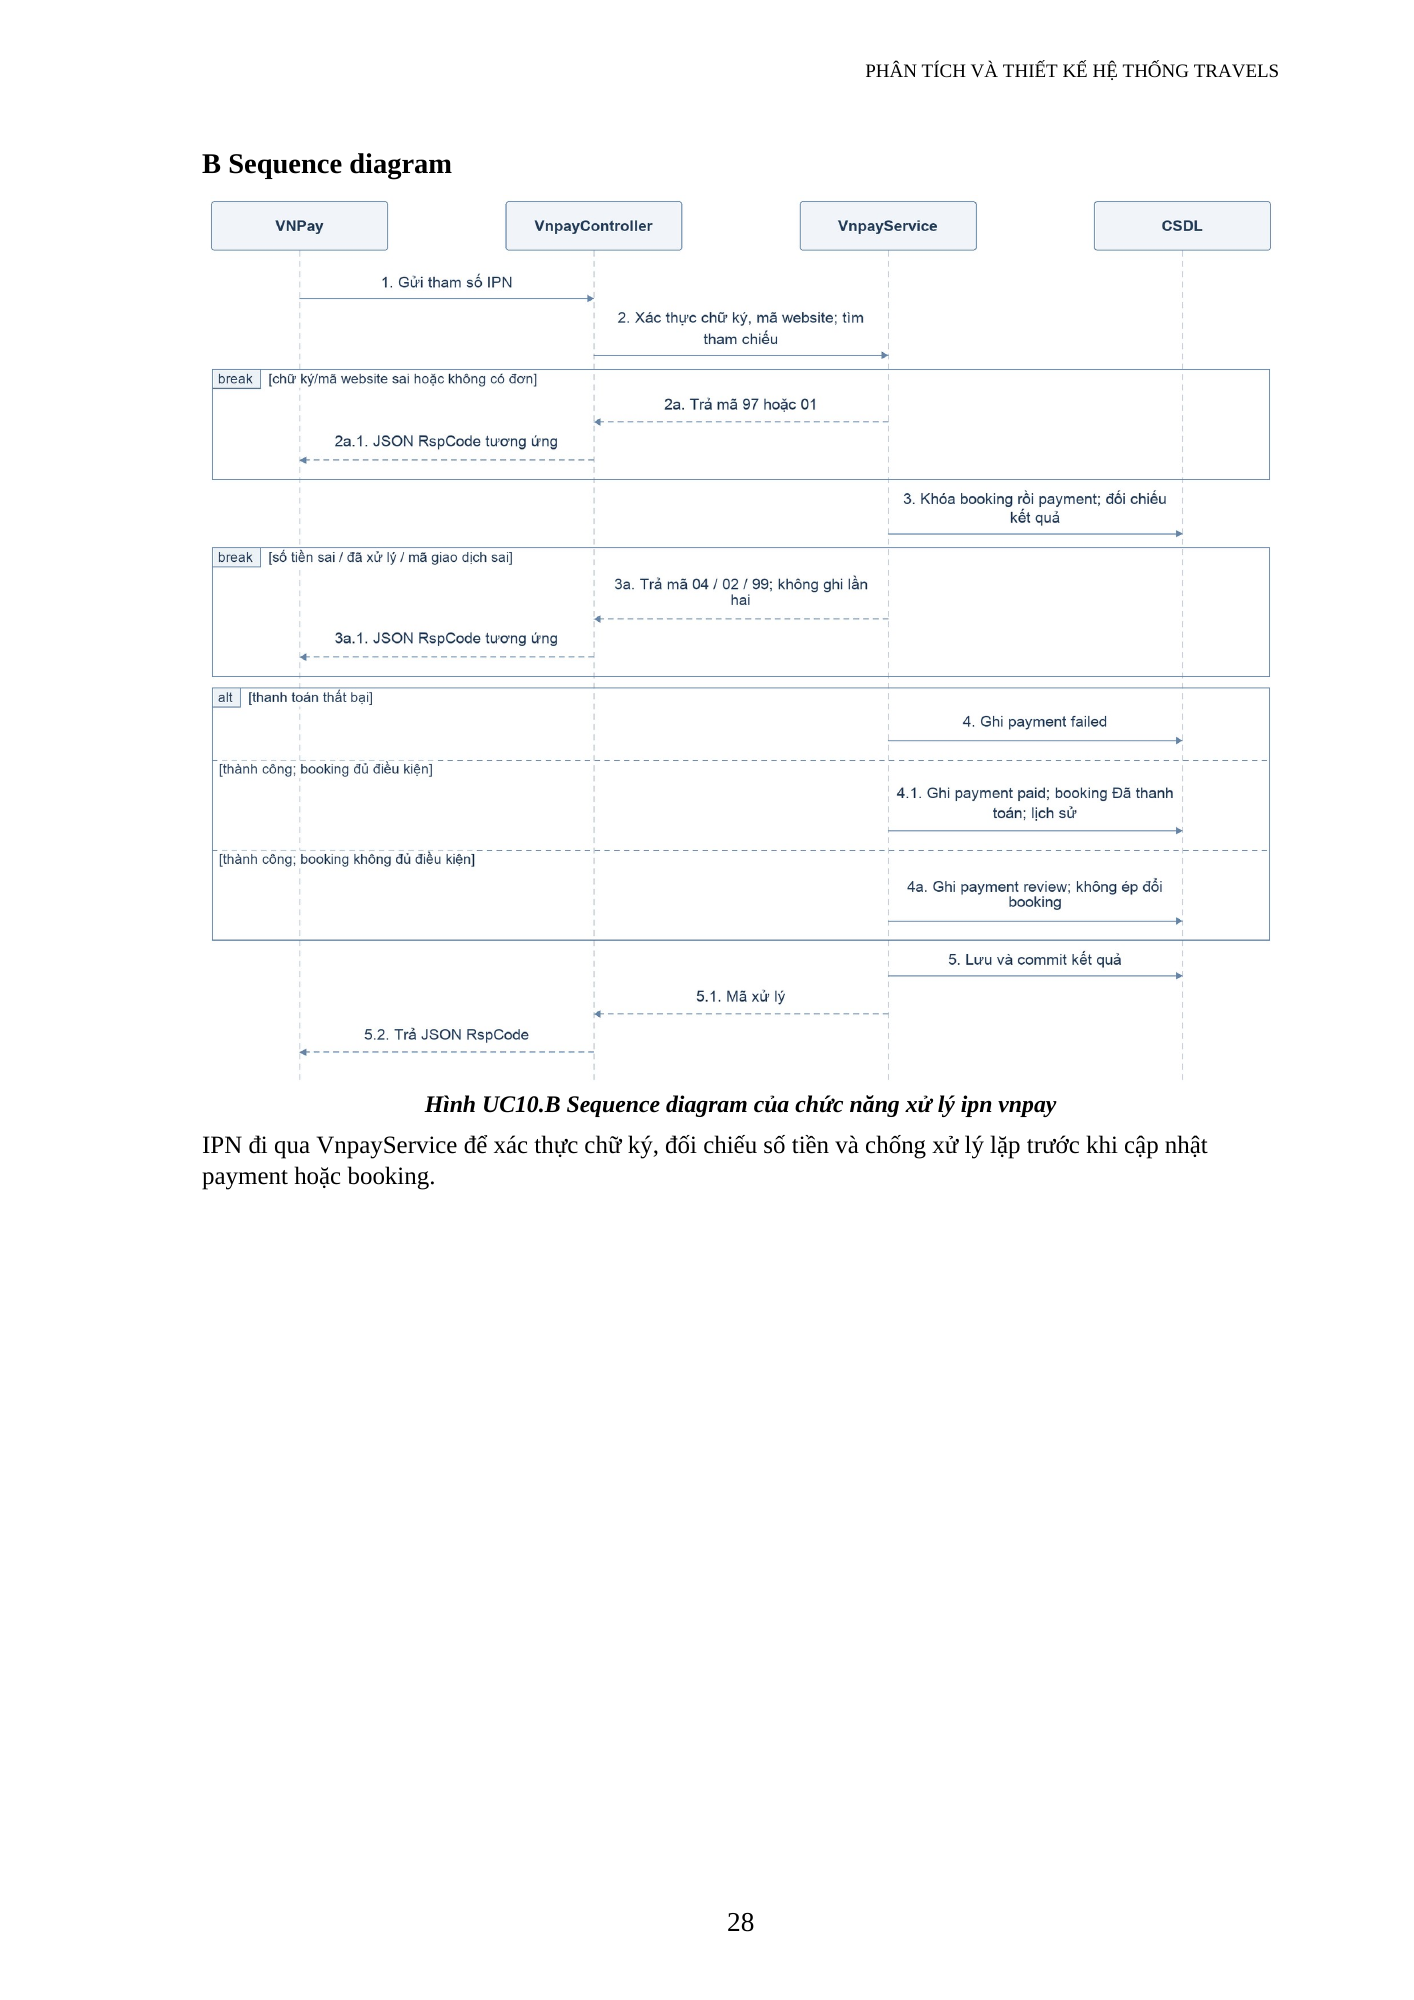 PHÂN TÍCH VÀ THIẾT KẾ HỆ THỐNG TRAVELS
B Sequence diagram
VNPay
VnpayController
VnpayService
CSDL
1. Gửi tham số IPN
2. Xác thực chữ ký, mã website; tìm
tham chiếu
break [chữ ký/mã website sai hoặc không có đơn]
2a. Trả mã 97 hoặc 01
2a.1. JSON RspCode tương ứng
3. Khóa booking rồi payment; đối chiếu
kết quả
break [số tiền sai / đã xử lý / mã giao dịch sai]
3a. Trả mã 04 / 02 / 99; không ghi lần
hai
3a.1. JSON RspCode tương ứng
alt [thanh toán thất bại]
4. Ghi payment failed
[thành công; booking đủ điều kiện]
4.1. Ghi payment paid; booking Đã thanh
toán; lịch sử
[thành công; booking không đủ điều kiện]
4a. Ghi payment review; không ép đổi
booking
5. Lưu và commit kết quả
5.1. Mã xử lý
5.2. Trả JSON RspCode
Hình UC10.B Sequence diagram của chức năng xử lý ipn vnpay
IPN đi qua VnpayService để xác thực chữ ký, đối chiếu số tiền và chống xử lý lặp trước khi cập nhật
payment hoặc booking.
28